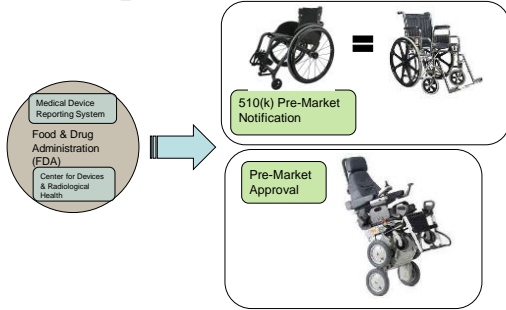 Medical Device
Reporting System
Food & Drug
Administration
(FDA)
Center for Devices
& Radiological
Health
510(k) Pre-Market
Notification
=
Pre-Market
Approval